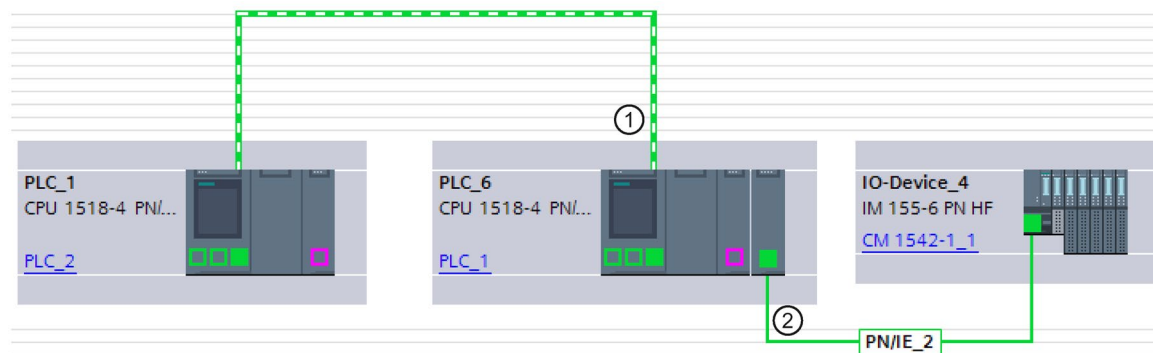 ①
PLC_1
CPU 1518-4 PN/...
PLC_2
PLC_6
CPU 1518-4 PN/...
PLC_1
IO-Device_4
IM 155-6 PN HF
CM 1542-1_1
②
PN/IE_2